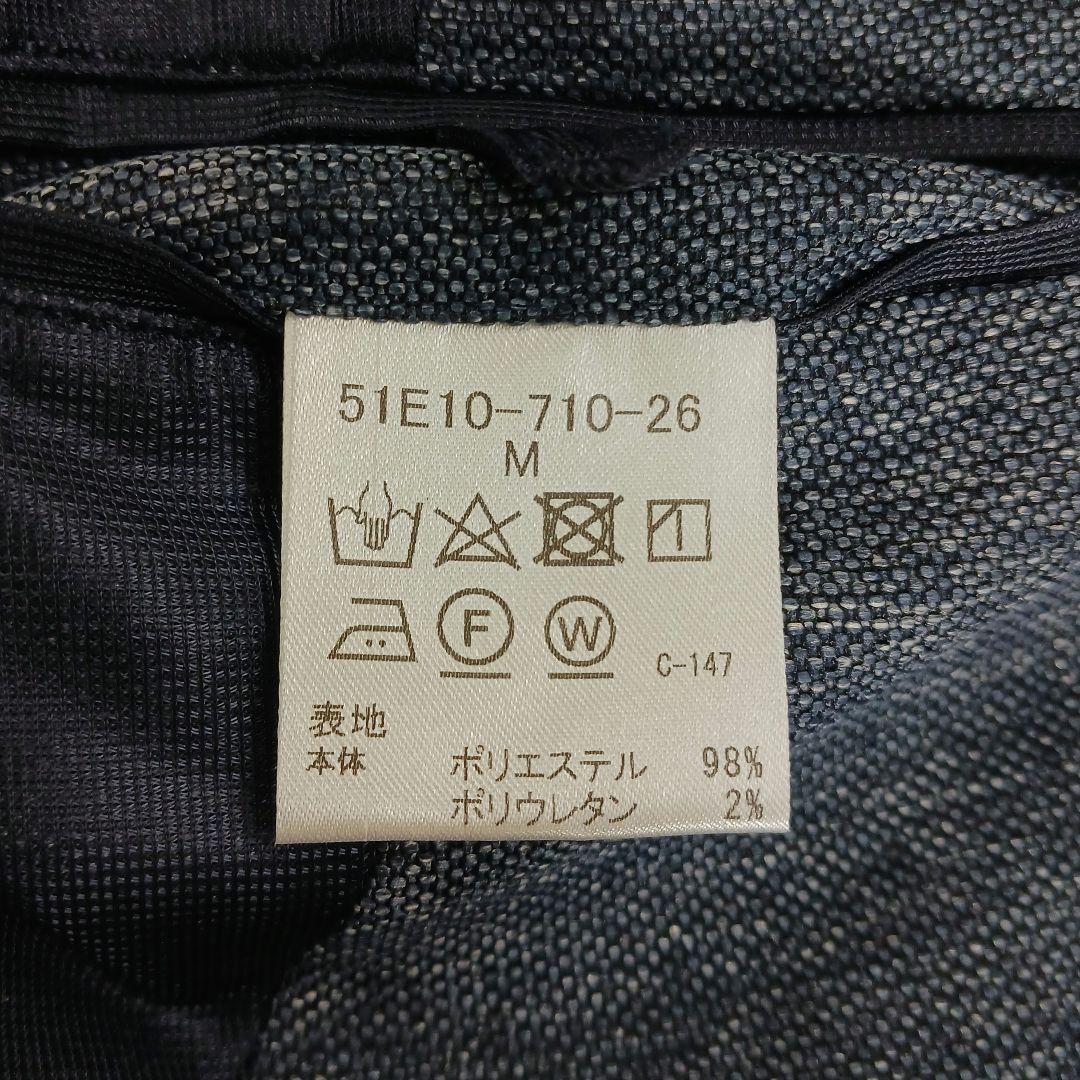 51E10-710-26
M
F W C-147
表地
本体 ポリエステル 98%
ポリウレタン 2%